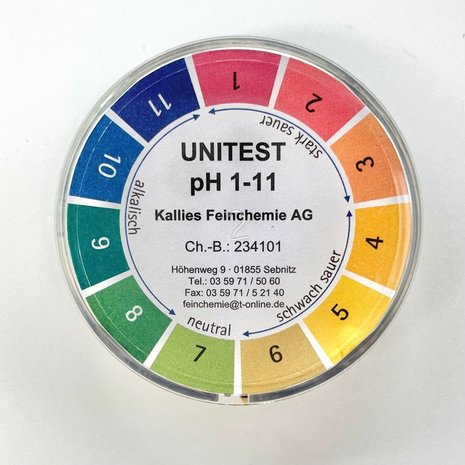 UNITEST
pH 1-11
Kallies Feinchemie AG
Ch.-B.: 234101
Höhenweg 9 · 01855 Sebnitz
Tel.: 03 59 71 / 50 60
Fax: 03 59 71 / 5 21 40
feinchemie@t-online.de
1
2
3
4
5
6
7
8
9
10
11
stark sauer
schwach sauer
neutral
alkalisch